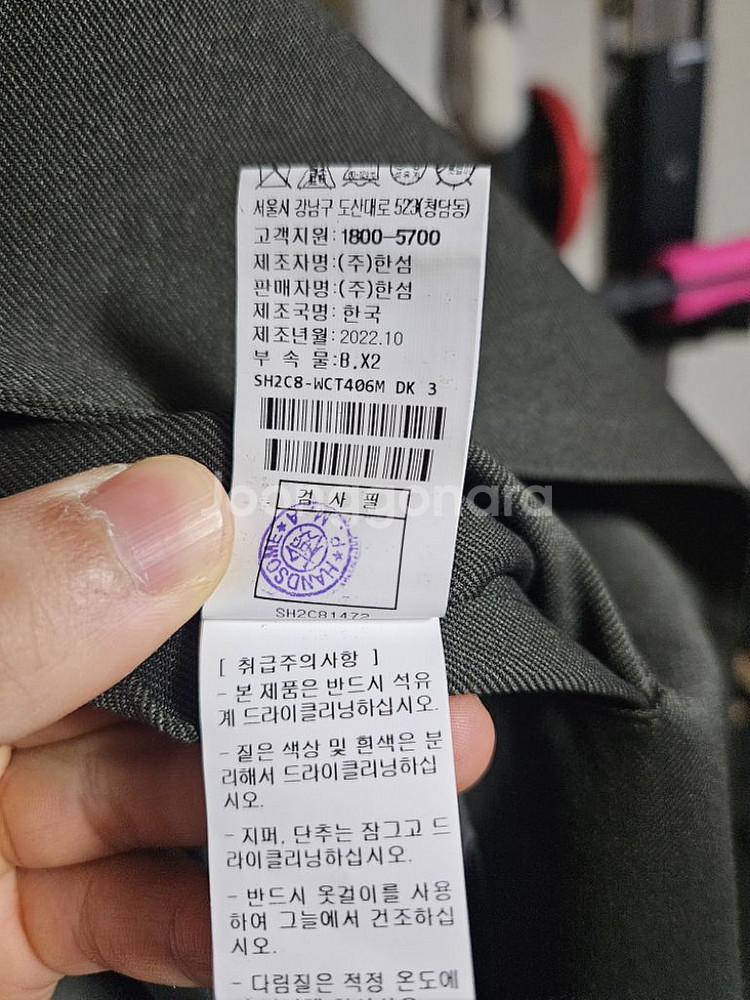 서울시 강남구 도산대로 523(청담동)
고객지원:1800-5700
제조자명:(주)한섬
판매자명:(주)한섬
제조국명: 한국
제조년월: 2022.10
부 속 물:B.X2
SH2C8-WCT406M DK 3
Joonggonara
검 사 필
HANDSOME
SH2C81472
[ 취급주의사항 ]
- 본 제품은 반드시 석유
계 드라이클리닝하십시오.
- 짙은 색상 및 흰색은 분
리해서 드라이클리닝하십
시오.
- 지퍼, 단추는 잠그고 드
라이클리닝하십시오.
- 반드시 옷걸이를 사용
하여 그늘에서 건조하십
시오.
- 다림질은 적정 온도에